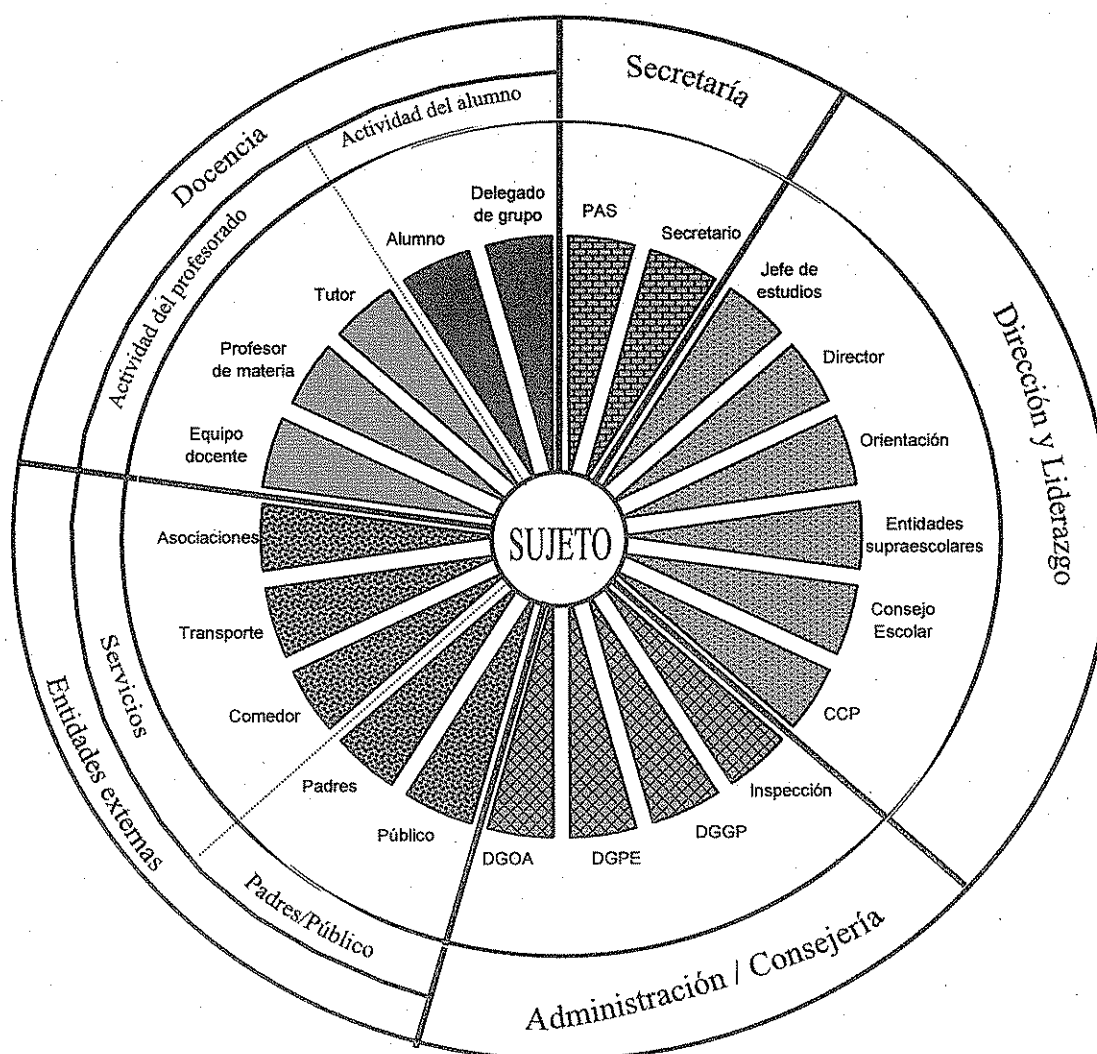 Secretaría
Dirección y Liderazgo
Administración / Consejería
Entidades externas
Docencia
Actividad del alumno
Actividad del profesorado
Servicios
Padres/Público
Delegado
de grupo
PAS
Secretario
Jefe de
estudios
Director
Orientación
Entidades
supraescolares
Consejo
Escolar
CCP
Inspección
DGGP
DGPE
DGOA
Público
Padres
Comedor
Transporte
Asociaciones
Equipo
docente
Profesor
de materia
Tutor
Alumno
SUJETO